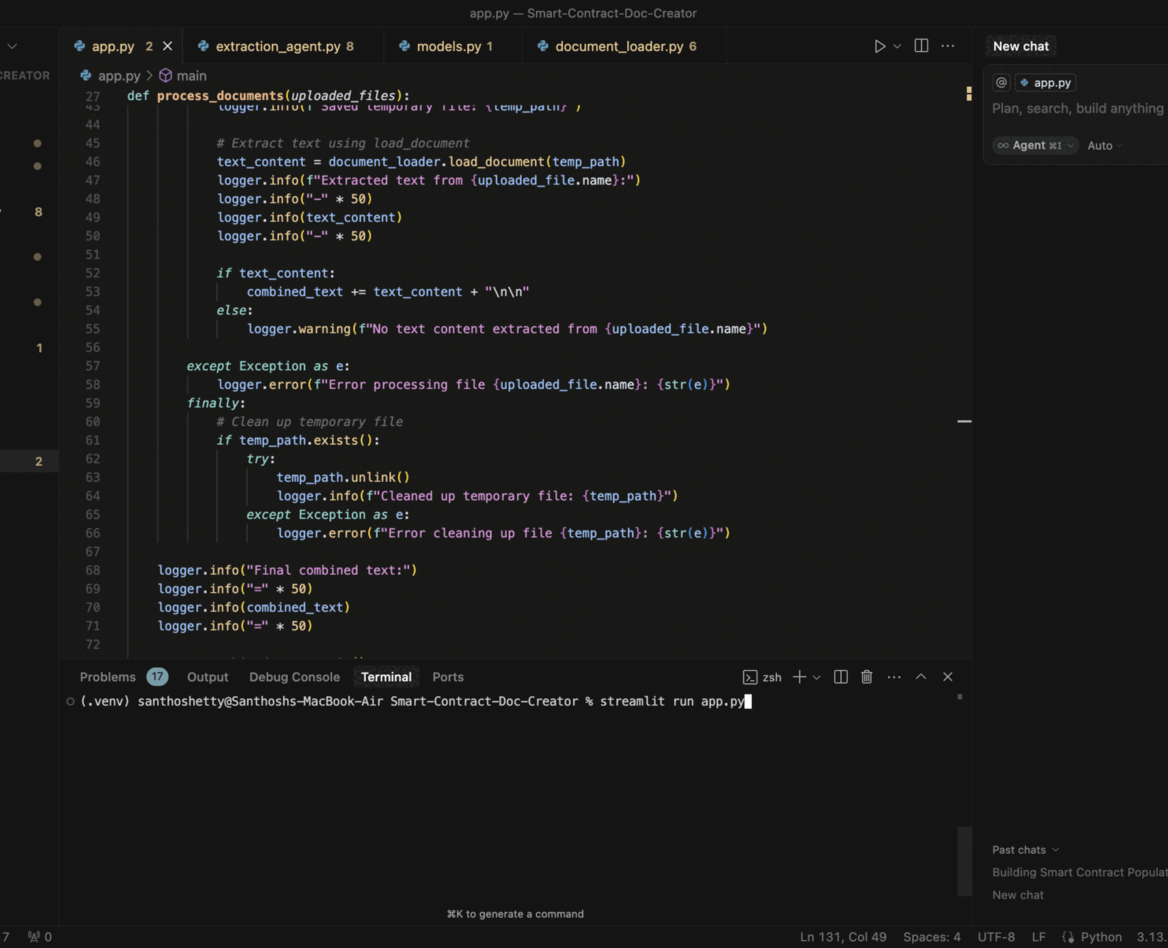 app.py — Smart-Contract-Doc-Creator
app.py 2 extraction_agent.py 8 models.py 1 document_loader.py 6
New chat
CREATOR
app.py > main
@ app.py
Plan, search, build anything
Agent ⌘I Auto
8
1
2
27 def process_documents(uploaded_files):
43 logger.info(f"Saved temporary file: {temp_path}")
44
45 # Extract text using load_document
46 text_content = document_loader.load_document(temp_path)
47 logger.info(f"Extracted text from {uploaded_file.name}:")
48 logger.info("-" * 50)
49 logger.info(text_content)
50 logger.info("-" * 50)
51
52 if text_content:
53 combined_text += text_content + "\n\n"
54 else:
55 logger.warning(f"No text content extracted from {uploaded_file.name}")
56
57 except Exception as e:
58 logger.error(f"Error processing file {uploaded_file.name}: {str(e)}")
59 finally:
60 # Clean up temporary file
61 if temp_path.exists():
62 try:
63 temp_path.unlink()
64 logger.info(f"Cleaned up temporary file: {temp_path}")
65 except Exception as e:
66 logger.error(f"Error cleaning up file {temp_path}: {str(e)}")
67
68 logger.info("Final combined text:")
69 logger.info("=" * 50)
70 logger.info(combined_text)
71 logger.info("=" * 50)
72
Problems 17 Output Debug Console Terminal Ports zsh
(.venv) santhoshetty@Santhoshs-MacBook-Air Smart-Contract-Doc-Creator % streamlit run app.py
⌘K to generate a command
Past chats
Building Smart Contract Populat
New chat
7 0 Ln 131, Col 49 Spaces: 4 UTF-8 LF Python 3.13.